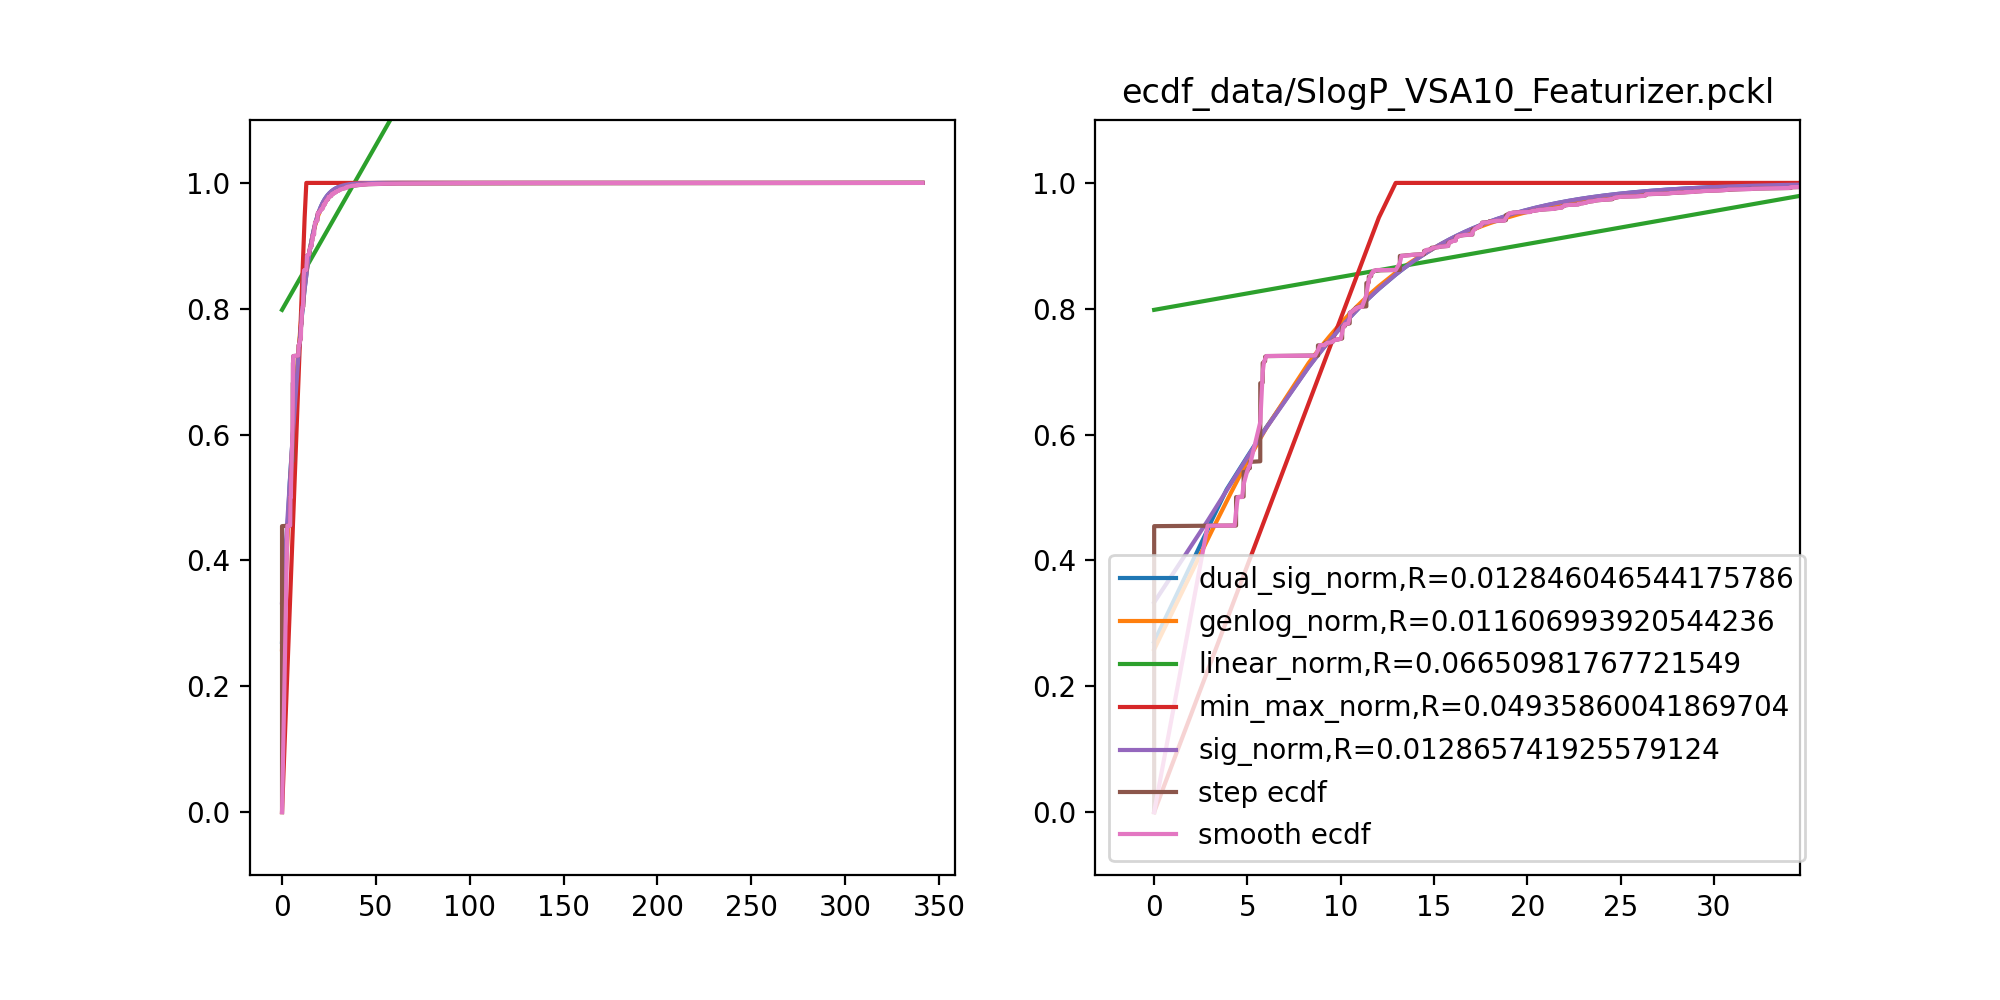 ecdf_data/SlogP_VSA10_Featurizer.pckl
1.0
0.8
0.6
0.4
0.2
0.0
0 50 100 150 200 250 300 350
1.0
0.8
0.6
0.4
0.2
0.0
dual_sig_norm,R=0.012846046544175786
genlog_norm,R=0.011606993920544236
linear_norm,R=0.06650981767721549
min_max_norm,R=0.04935860041869704
sig_norm,R=0.012865741925579124
step ecdf
smooth ecdf
0 5 10 15 20 25 30